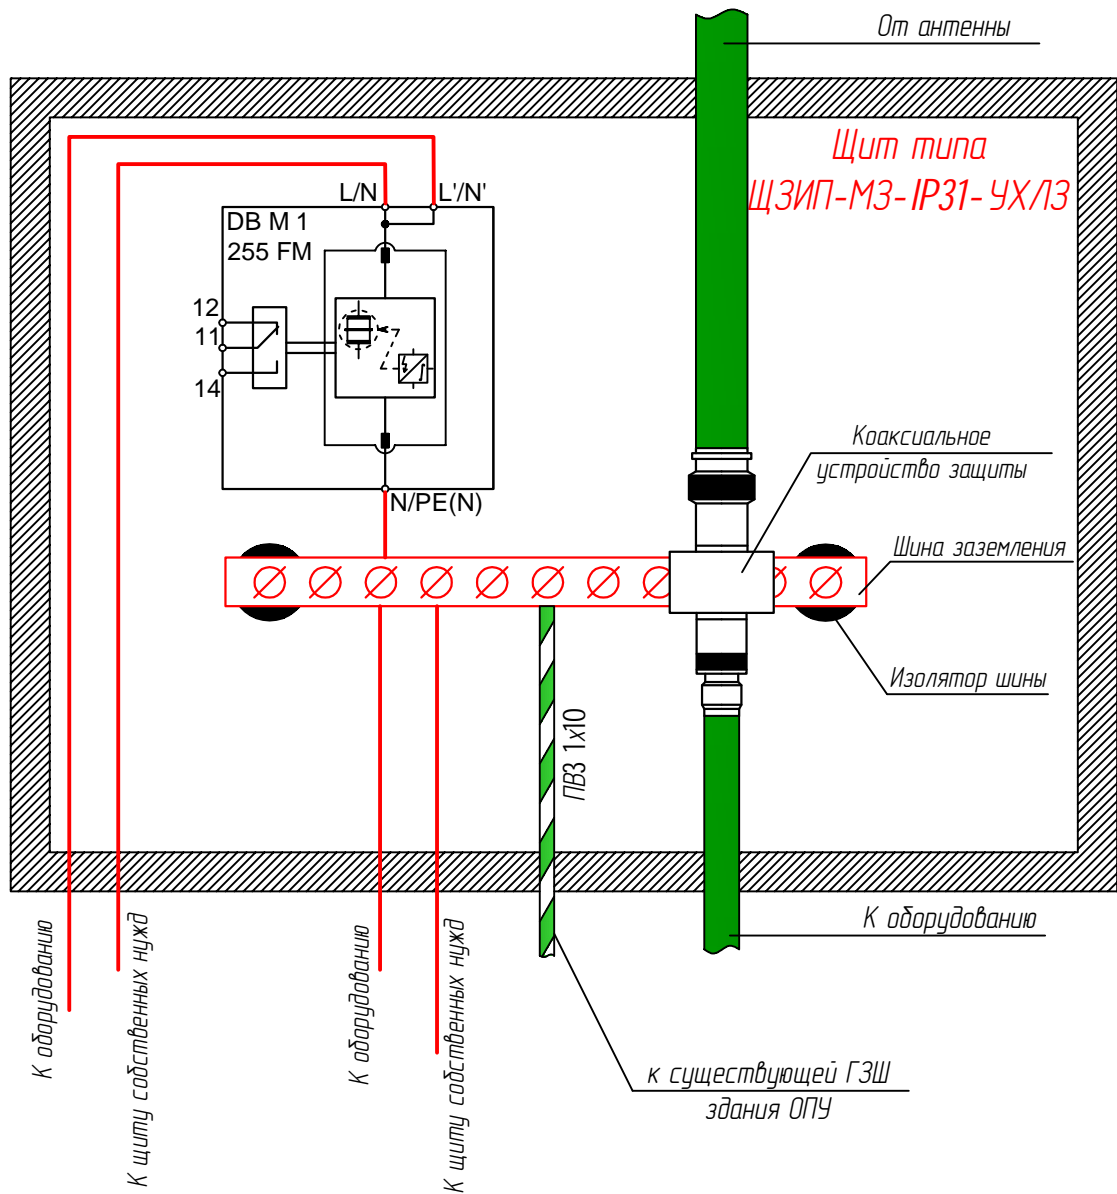 От антенны
Щит типа
ЩЗИП-МЗ-IP31-УХЛ3
L/N
L'/N'
DB M 1
255 FM
12
11
14
N/PE(N)
Коаксиальное
устройство защиты
Шина заземления
Изолятор шины
ПВ3 1х10
К оборудованию
К оборудованию
К щиту собственных нужд
К оборудованию
К щиту собственных нужд
к существующей ГЗШ
здания ОПУ